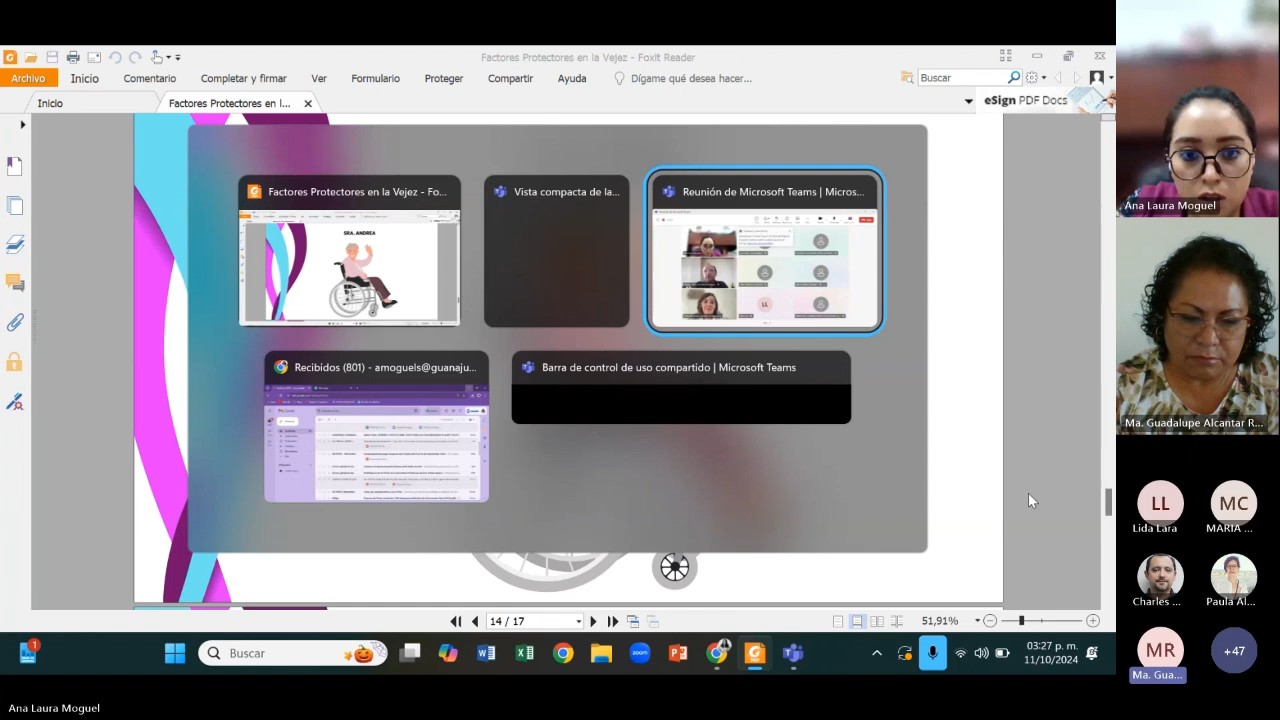 Factores Protectores en la Vejez - Foxit Reader
Archivo
Inicio
Comentario
Completar y firmar
Ver
Formulario
Proteger
Compartir
Ayuda
Dígame qué desea hacer...
Buscar
Inicio
Factores Protectores en l...
eSign PDF Docs
Factores Protectores en la Vejez - Fo...
Vista compacta de la...
Reunión de Microsoft Teams | Micros...
SRA. ANDREA
LL
Recibidos (801) - amoguels@guanaju...
Barra de control de uso compartido | Microsoft Teams
14 / 17
51,91%
1
Buscar
03:27 p. m.
11/10/2024
Ana Laura Moguel
Ma. Guadalupe Alcantar R...
LL
MC
Lida Lara
MARIA ...
Charles ...
Paula Al...
MR
+47
Ma. Gua...
Ana Laura Moguel